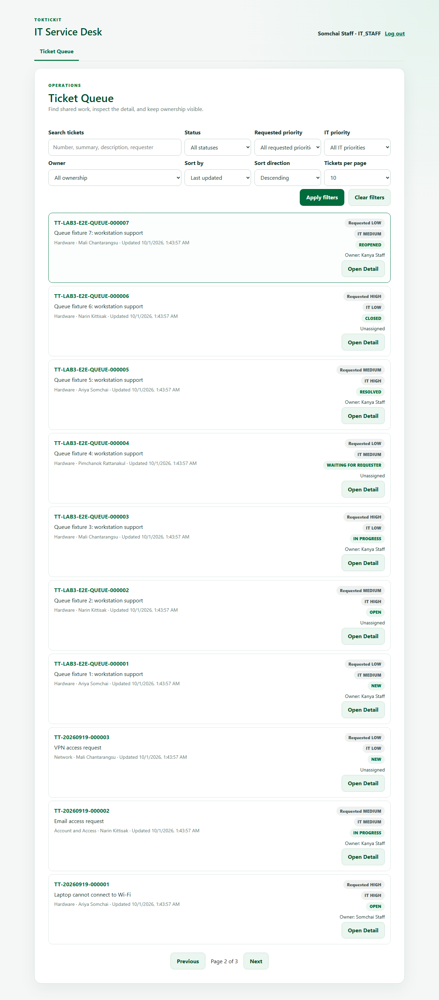 TOKTICKIT
IT Service Desk
Somchai Staff · IT_STAFF Log out
Ticket Queue
OPERATIONS
Ticket Queue
Find shared work, inspect the detail, and keep ownership visible.
Search tickets Status Requested priority IT priority
Number, summary, description, requester All statuses All requested prioriti All IT priorities
Owner Sort by Sort direction Tickets per page
All ownership Last updated Descending 10
Apply filters Clear filters
TT-LAB3-E2E-QUEUE-000007
Queue fixture 7: workstation support
Hardware · Mali Chantarangsu · Updated 10/1/2026, 1:43:57 AM
Requested LOW
IT MEDIUM
REOPENED
Owner: Kanya Staff
Open Detail
TT-LAB3-E2E-QUEUE-000006
Queue fixture 6: workstation support
Hardware · Narin Kittisak · Updated 10/1/2026, 1:43:57 AM
Requested HIGH
IT LOW
CLOSED
Unassigned
Open Detail
TT-LAB3-E2E-QUEUE-000005
Queue fixture 5: workstation support
Hardware · Ariya Somchai · Updated 10/1/2026, 1:43:57 AM
Requested MEDIUM
IT HIGH
RESOLVED
Owner: Kanya Staff
Open Detail
TT-LAB3-E2E-QUEUE-000004
Queue fixture 4: workstation support
Hardware · Pimchanok Rattanakul · Updated 10/1/2026, 1:43:57 AM
Requested LOW
IT MEDIUM
WAITING FOR REQUESTER
Unassigned
Open Detail
TT-LAB3-E2E-QUEUE-000003
Queue fixture 3: workstation support
Hardware · Mali Chantarangsu · Updated 10/1/2026, 1:43:57 AM
Requested HIGH
IT LOW
IN PROGRESS
Owner: Kanya Staff
Open Detail
TT-LAB3-E2E-QUEUE-000002
Queue fixture 2: workstation support
Hardware · Narin Kittisak · Updated 10/1/2026, 1:43:57 AM
Requested MEDIUM
IT HIGH
OPEN
Unassigned
Open Detail
TT-LAB3-E2E-QUEUE-000001
Queue fixture 1: workstation support
Hardware · Ariya Somchai · Updated 10/1/2026, 1:43:57 AM
Requested LOW
IT MEDIUM
NEW
Owner: Kanya Staff
Open Detail
TT-20260919-000003
VPN access request
Network · Mali Chantarangsu · Updated 10/1/2026, 1:43:57 AM
Requested LOW
IT LOW
NEW
Unassigned
Open Detail
TT-20260919-000002
Email access request
Account and Access · Narin Kittisak · Updated 10/1/2026, 1:43:57 AM
Requested MEDIUM
IT MEDIUM
IN PROGRESS
Owner: Kanya Staff
Open Detail
TT-20260919-000001
Laptop cannot connect to Wi-Fi
Hardware · Ariya Somchai · Updated 10/1/2026, 1:43:57 AM
Requested HIGH
IT HIGH
OPEN
Owner: Somchai Staff
Open Detail
Previous Page 2 of 3 Next